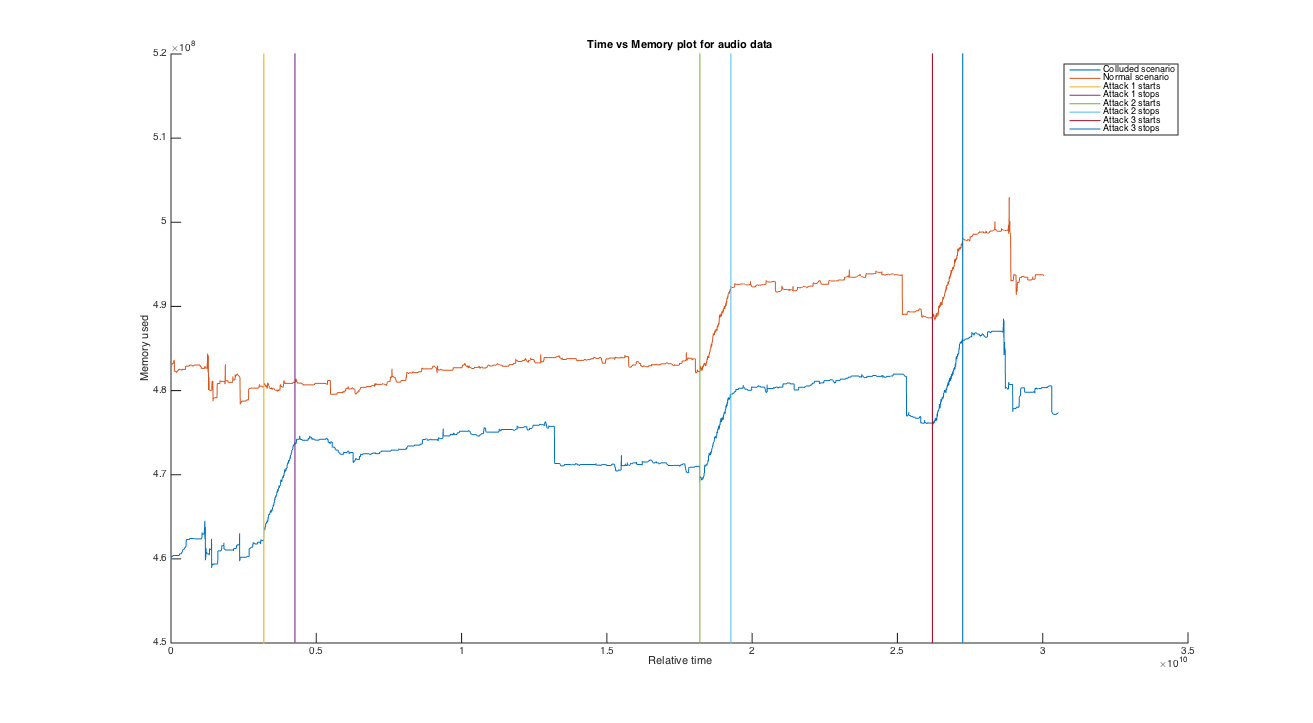 Time vs Memory plot for audio data
×10^8
5.2
5.1
5
4.9
4.8
4.7
4.6
4.5
Memory used
0
0.5
1
1.5
2
2.5
3
3.5
×10^10
Relative time
Colluded scenario
Normal scenario
Attack 1 starts
Attack 1 stops
Attack 2 starts
Attack 2 stops
Attack 3 starts
Attack 3 stops